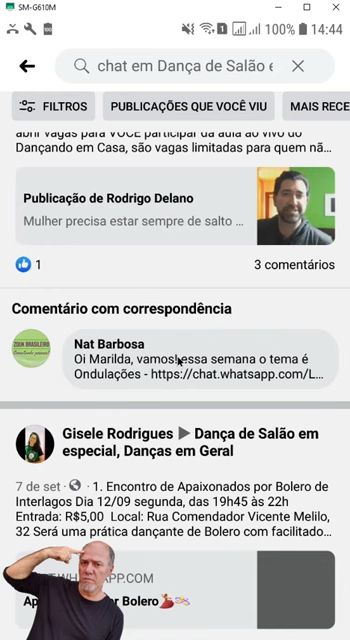 SM-G610M
100% 14:44
chat em Dança de Salão e
FILTROS
PUBLICAÇÕES QUE VOCÊ VIU
MAIS RECE
abrir vagas para VOCÊ participar da aula ao vivo do
Dançando em Casa, são vagas limitadas para quem nã...
Publicação de Rodrigo Delano
Mulher precisa estar sempre de salto ...
1
3 comentários
Comentário com correspondência
ZOUK BRASILEIRO
Nat Barbosa
Oi Marilda, vamos! essa semana o tema é
Ondulações - https://chat.whatsapp.com/L...
Gisele Rodrigues ▶ Dança de Salão em
especial, Danças em Geral
7 de set · 1. Encontro de Apaixonados por Bolero de
Interlagos Dia 12/09 segunda, das 19h45 às 22h
Entrada: R$5,00 Local: Rua Comendador Vicente Melilo,
32 Será uma prática dançante de Bolero com facilitado...
T.WHATSAPP.COM
Ap r Bolero💃🎫